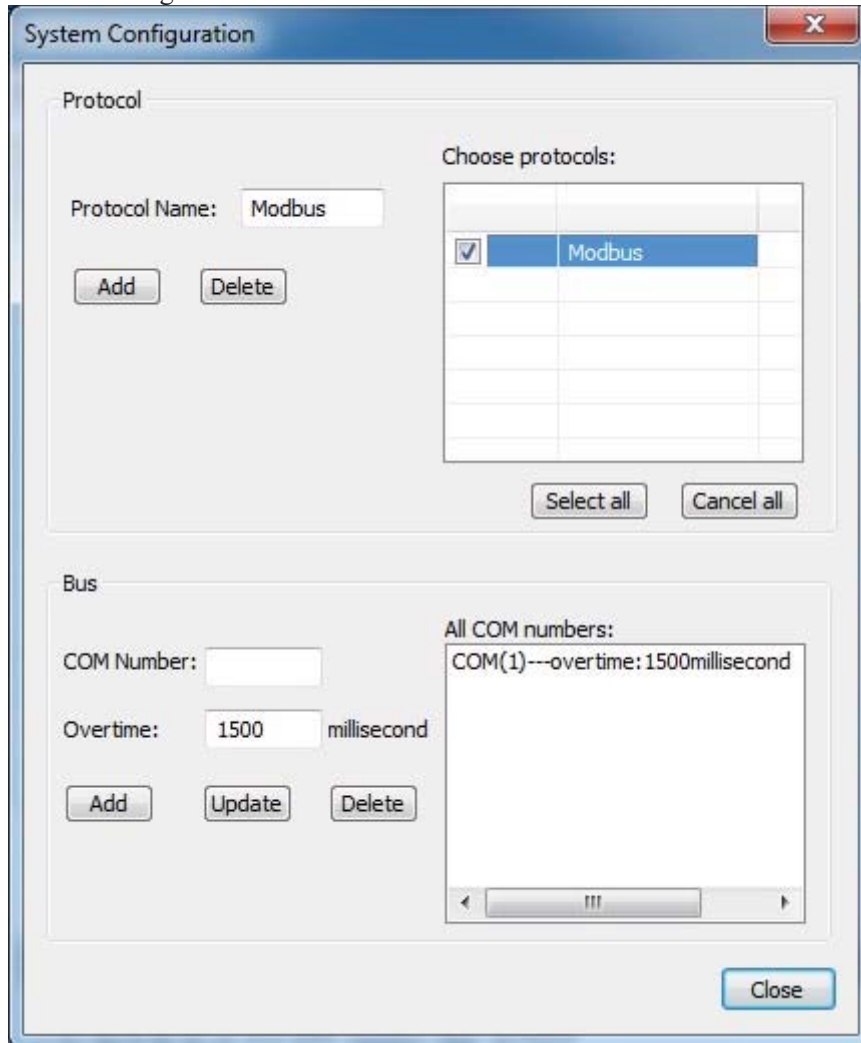 System Configuration
Protocol
Choose protocols:
Protocol Name: Modbus
Modbus
Add Delete
Select all Cancel all
Bus
All COM numbers:
COM Number:
COM(1)---overtime:1500millisecond
Overtime: 1500 millisecond
Add Update Delete
Close